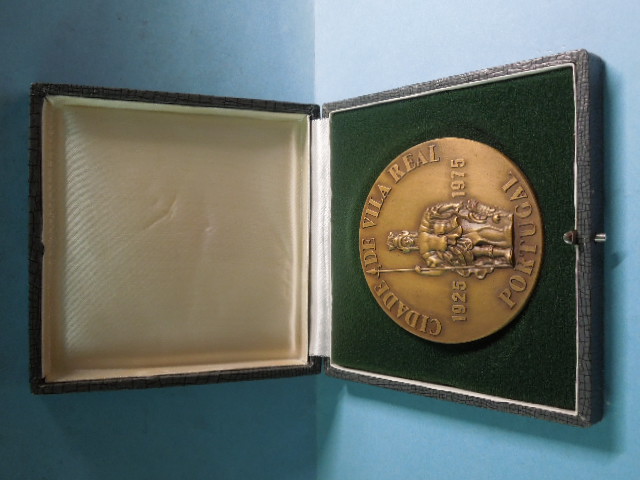 CIDADE DE VILA REAL
1925 1975
PORTUGAL